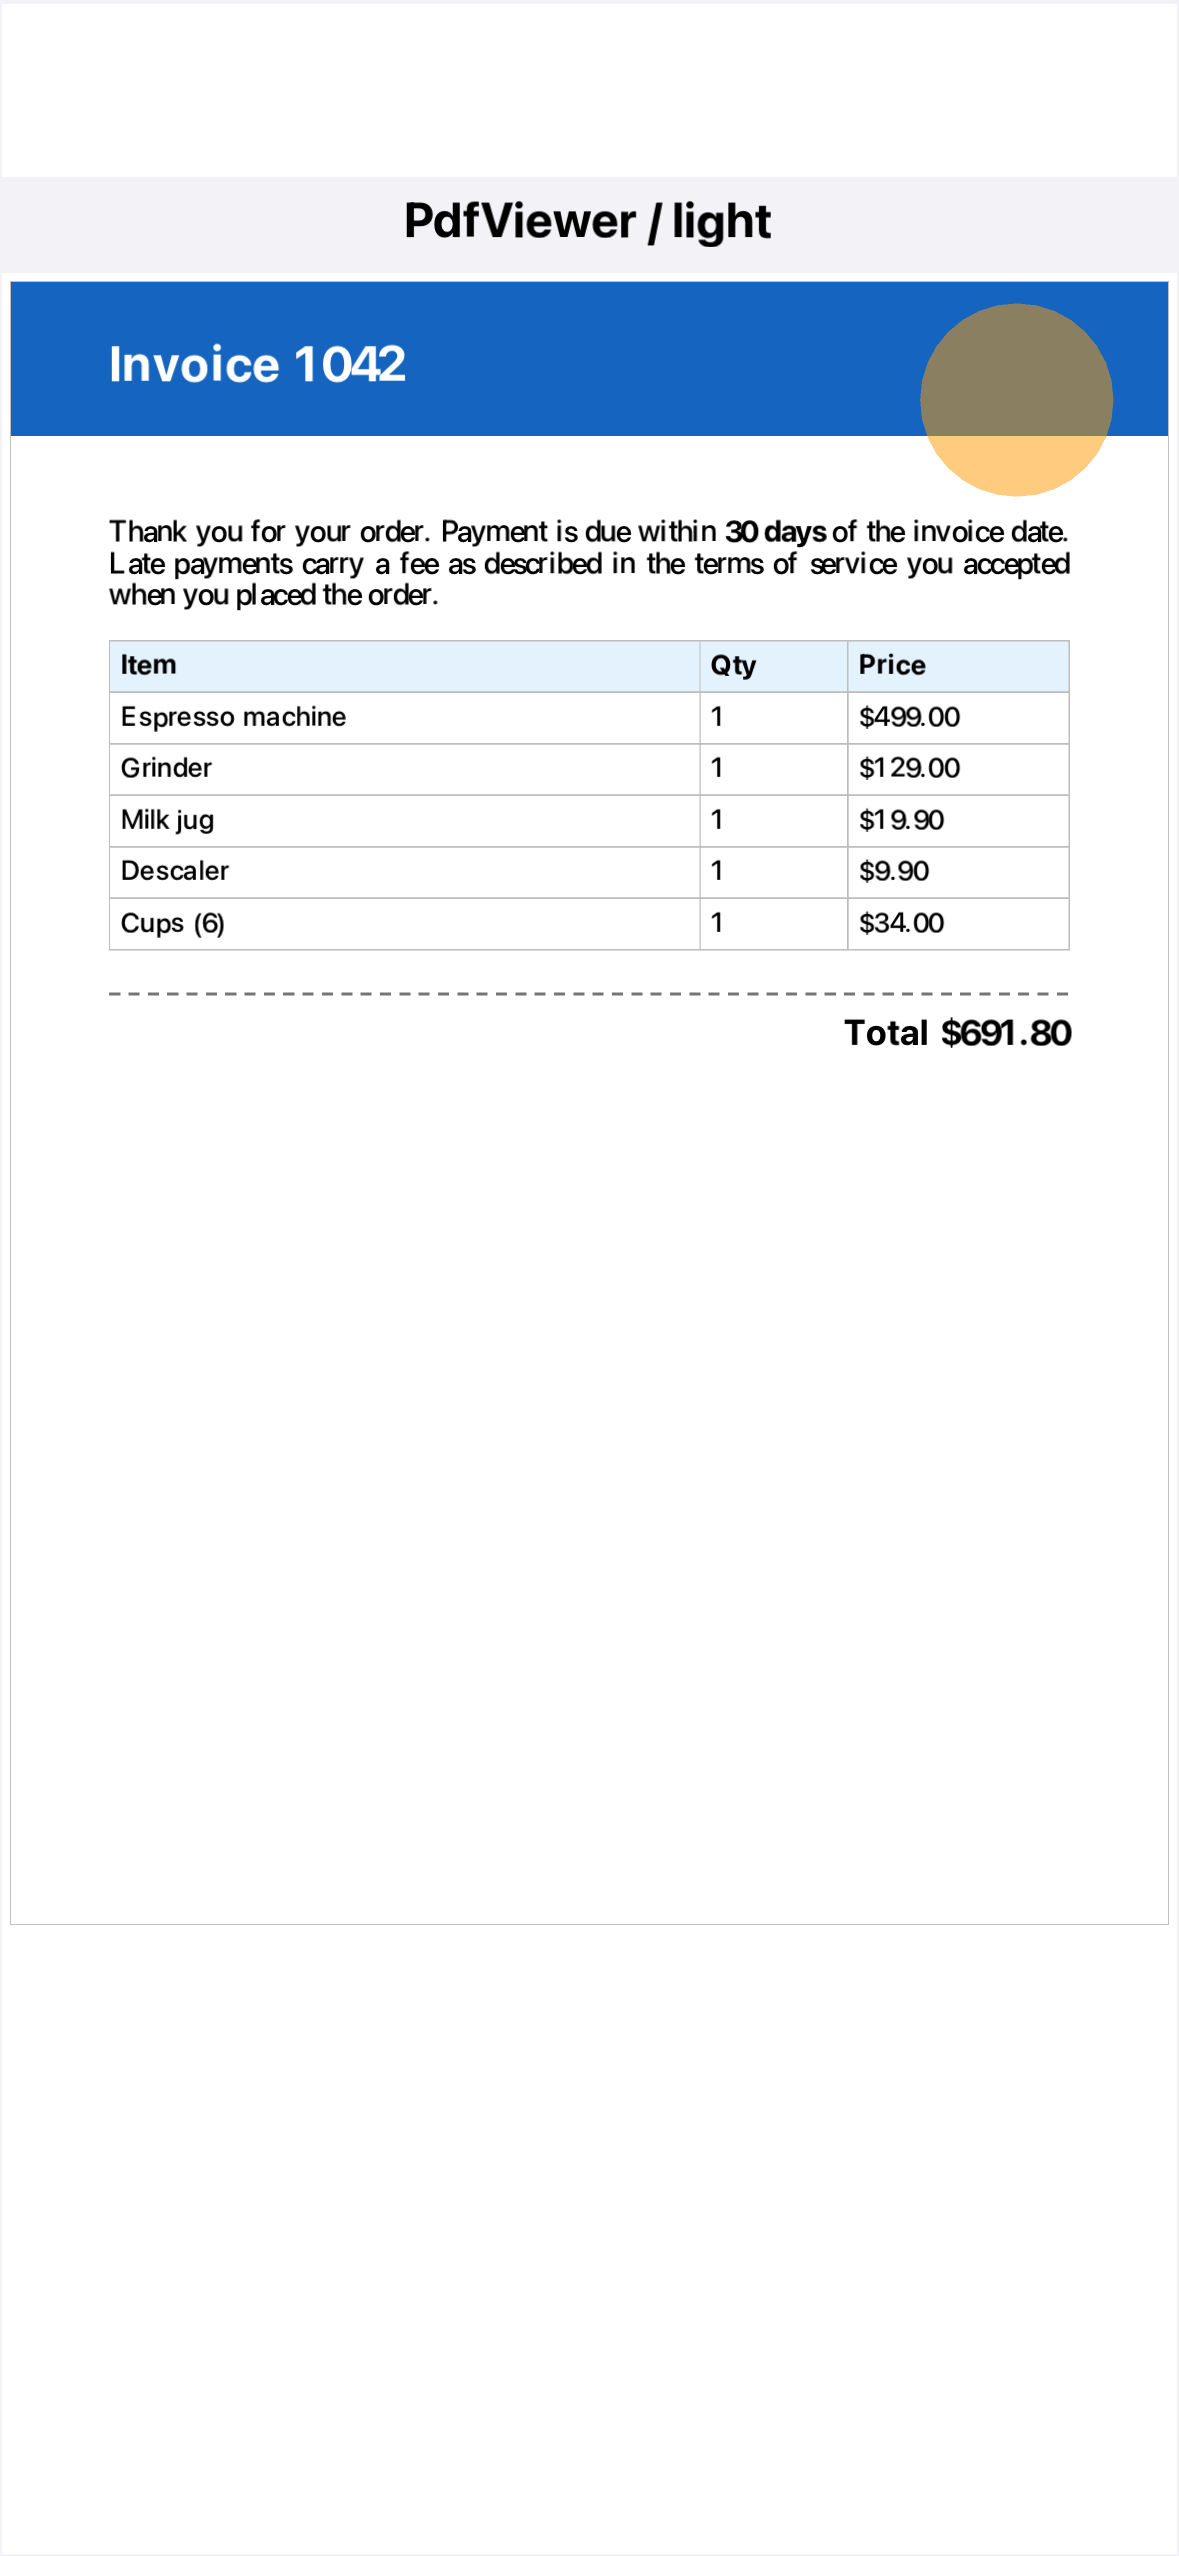 PdfViewer / light
Invoice 1042
Thank you for your order. Payment is due within 30 days of the invoice date.
Late payments carry a fee as described in the terms of service you accepted
when you placed the order.
Item Qty Price
Espresso machine 1 $499.00
Grinder 1 $129.00
Milk jug 1 $19.90
Descaler 1 $9.90
Cups (6) 1 $34.00
Total $691.80